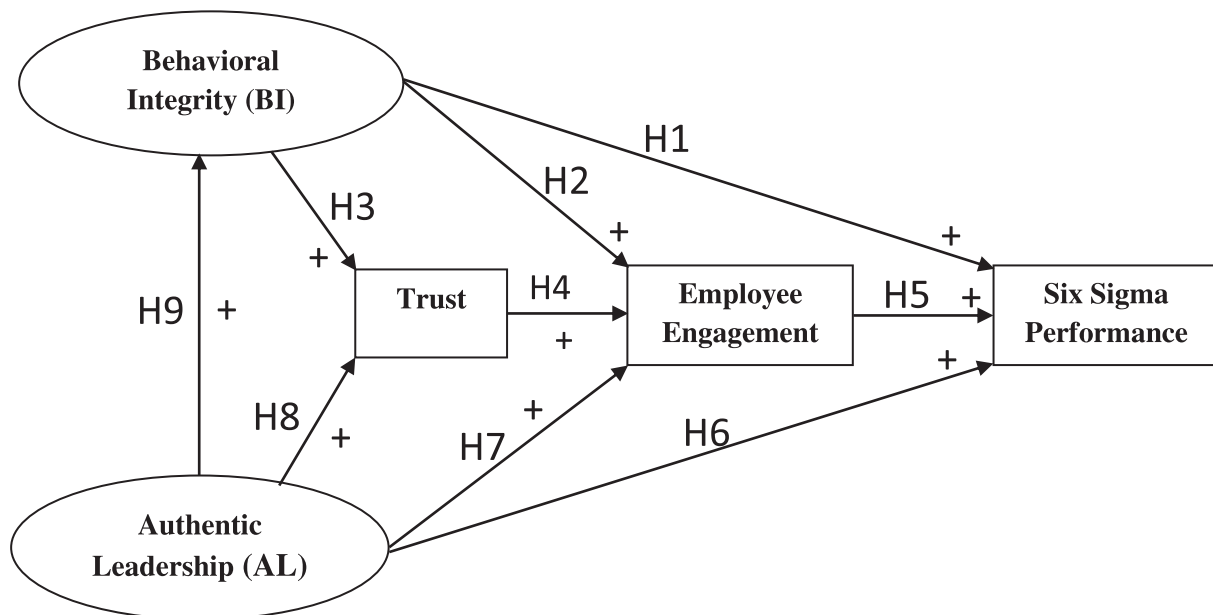 Behavioral
Integrity (BI)
H1
H2
H3
+
+
+
H9
+
Trust
H4
+
Employee
Engagement
H5
+
Six Sigma
Performance
H8
+
H7
+
H6
+
Authentic
Leadership (AL)